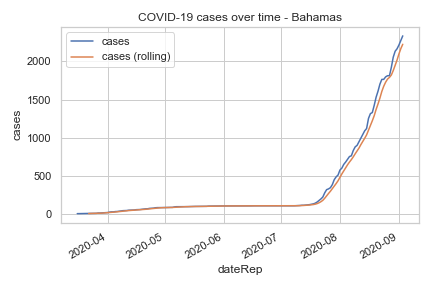 COVID-19 cases over time - Bahamas
cases
cases (rolling)
2000
1500
1000
500
0
cases
2020-04
2020-05
2020-06
2020-07
2020-08
2020-09
dateRep